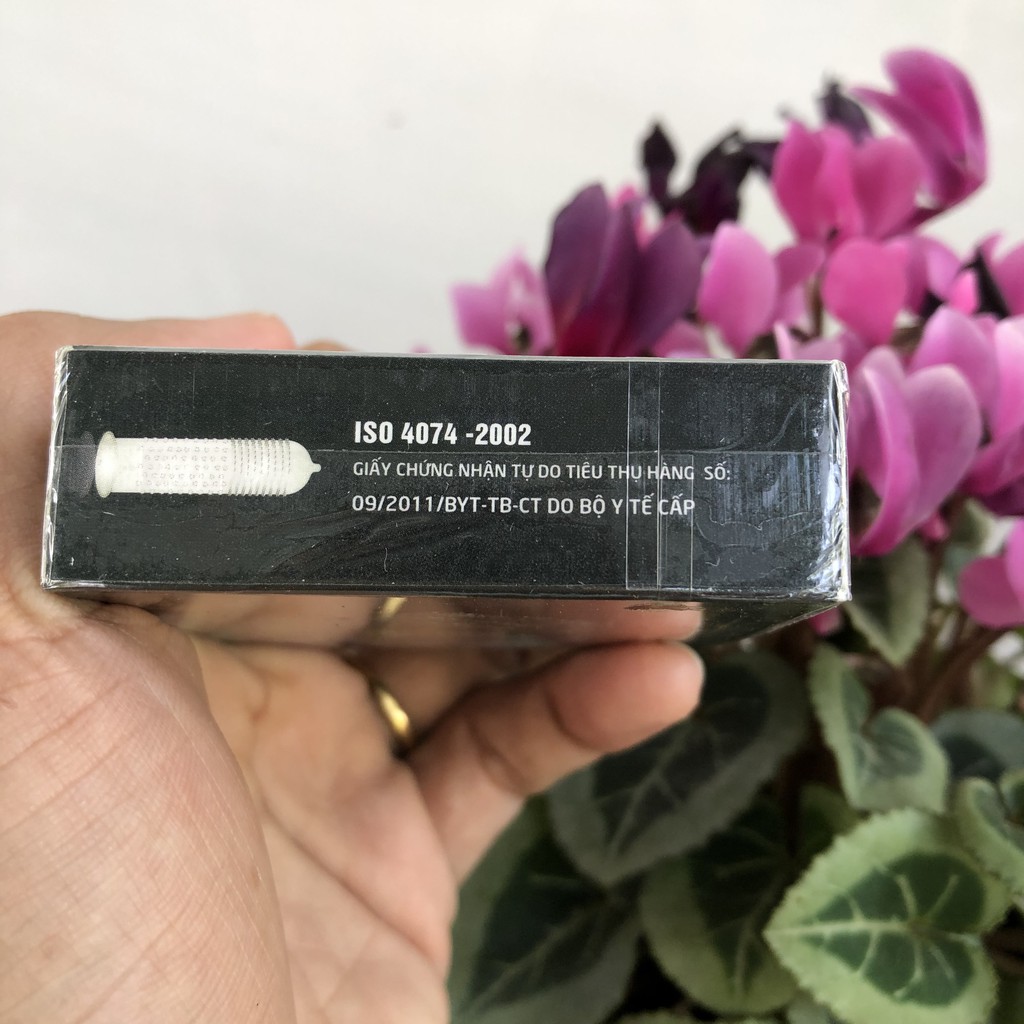 ISO 4074 -2002
GIẤY CHỨNG NHẬN TỰ DO TIÊU THỤ HÀNG SỐ:
09/2011/BYT-TB-CT DO BỘ Y TẾ CẤP